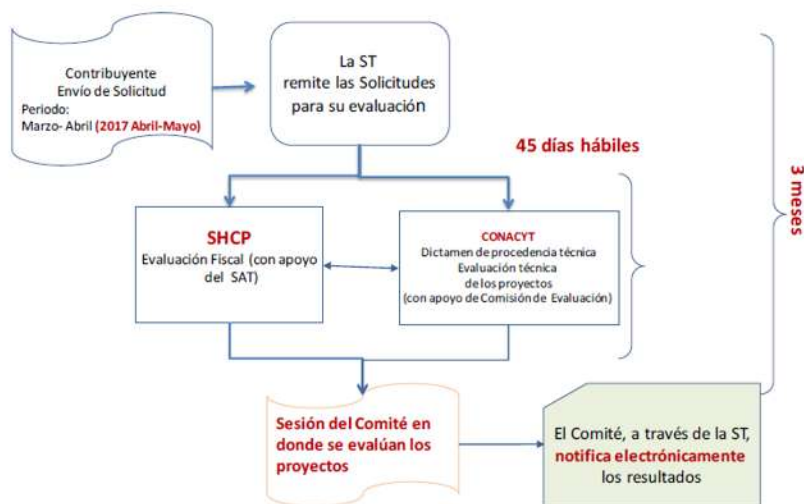 Contribuyente
Envío de Solicitud
Periodo:
Marzo- Abril (2017 Abril-Mayo)
La ST
remite las Solicitudes
para su evaluación
45 días hábiles
3 meses
SHCP
Evaluación Fiscal (con apoyo
del SAT)
CONACYT
Dictamen de procedencia técnica
Evaluación técnica
de los proyectos
(con apoyo de Comisión de Evaluación)
Sesión del Comité en
donde se evalúan los
proyectos
El Comité, a través de la ST,
notifica electrónicamente
los resultados